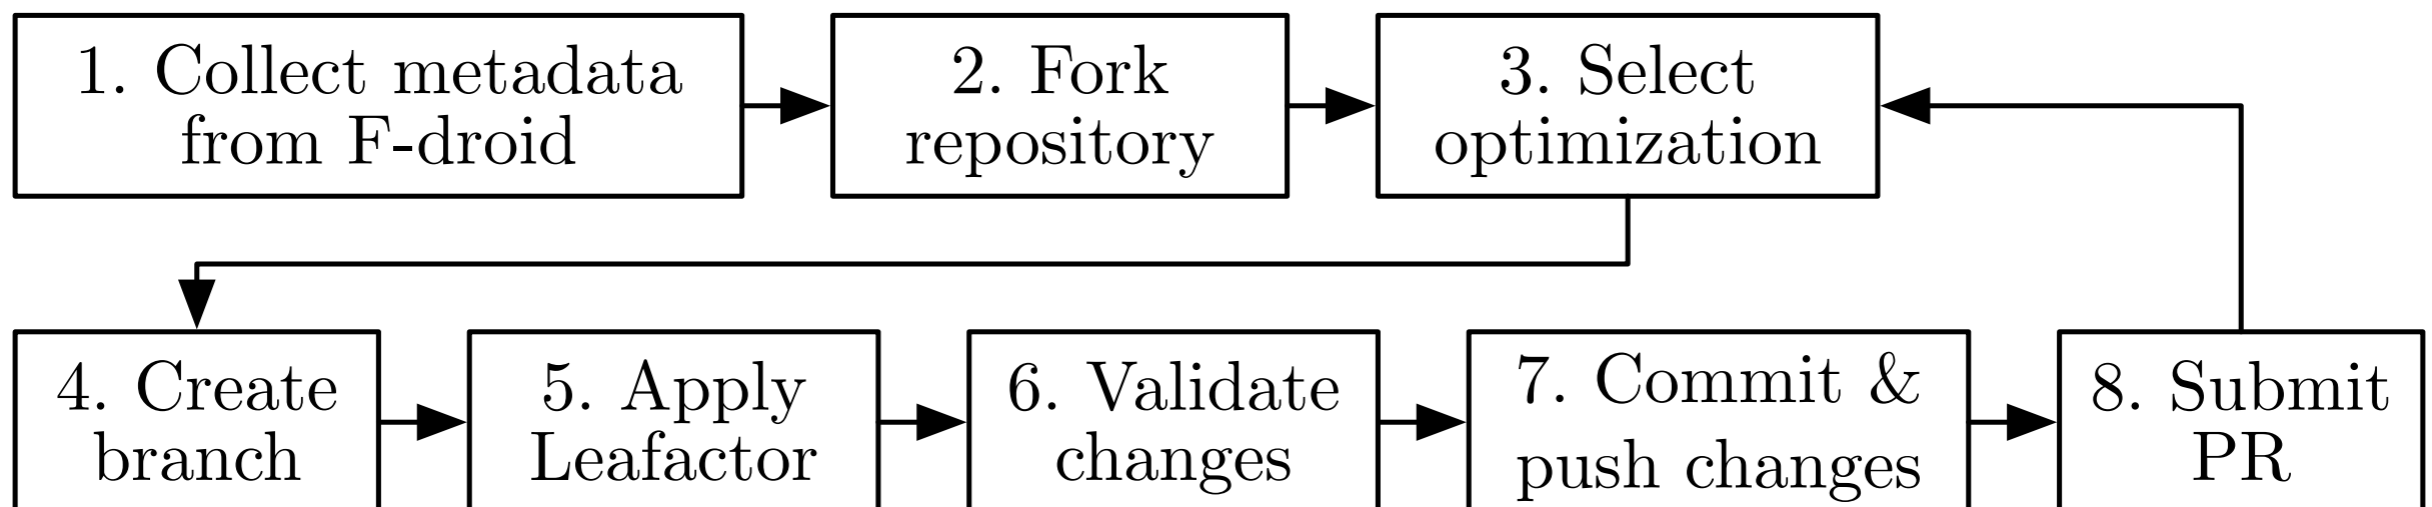 1. Collect metadata
from F-droid
2. Fork
repository
3. Select
optimization
4. Create
branch
5. Apply
Leafactor
6. Validate
changes
7. Commit &
push changes
8. Submit
PR